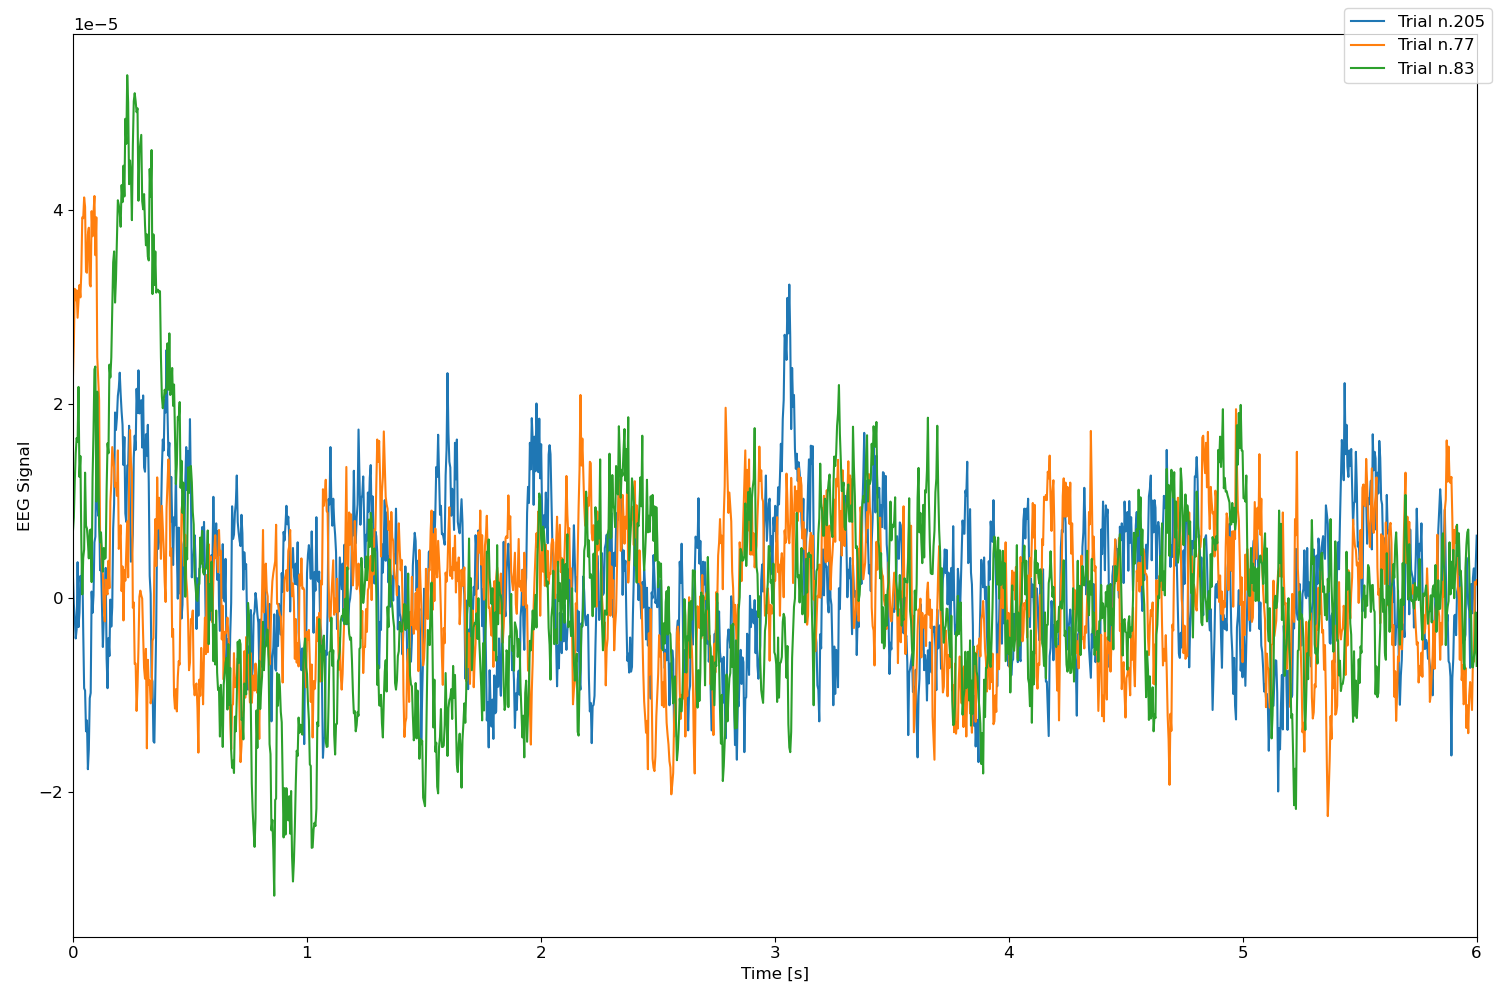 1e−5
Trial n.205
Trial n.77
Trial n.83
4
2
0
−2
EEG Signal
0 1 2 3 4 5 6
Time [s]